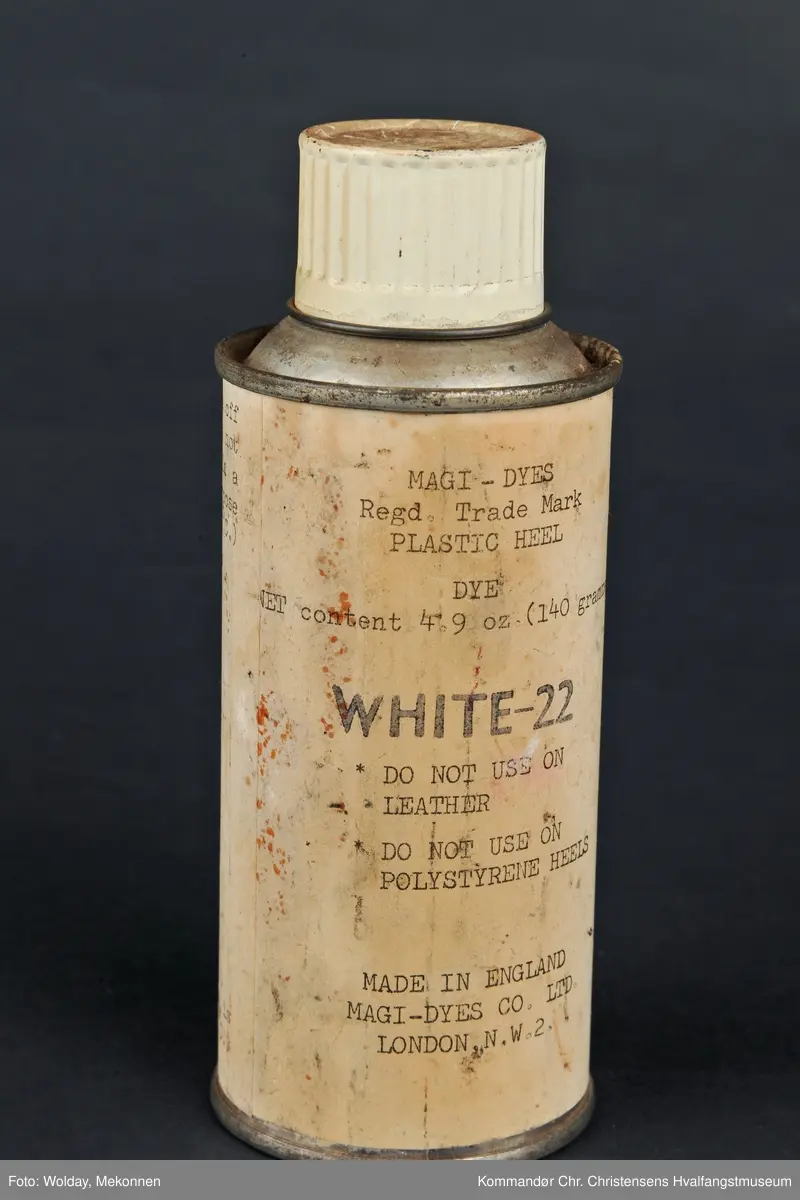 off
not
a
MAGI - DYES
Regd. Trade Mark
PLASTIC HEEL
DYE
NET content 4.9 oz.(140
WHITE-22
* DO NOT USE ON
LEATHER
* DO NOT USE ON
POLYSTYRENE HEELS
MADE IN ENGLAND
MAGI-DYES CO. LTD.
LONDON, N.W.2.
Foto: Wolday, Mekonnen
Kommandør Chr. Christensens Hvalfangstmuseum